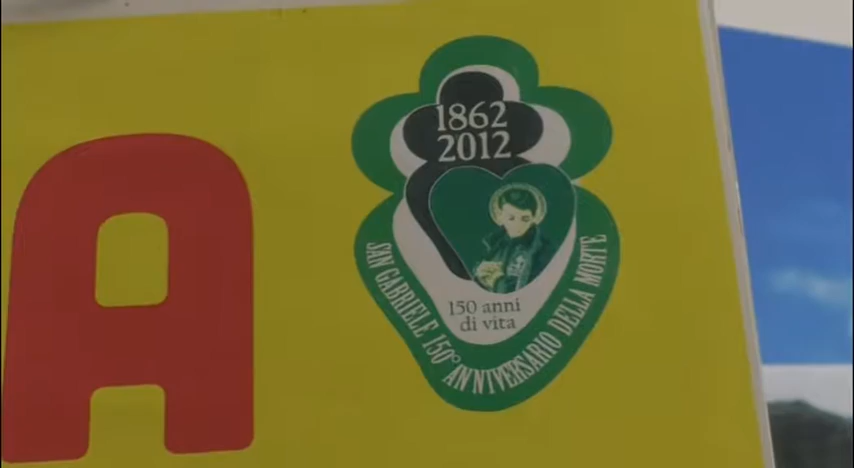 A
1862
2012
150 anni
di vita
SAN GABRIELE 150° ANNIVERSARIO DELLA MORTE